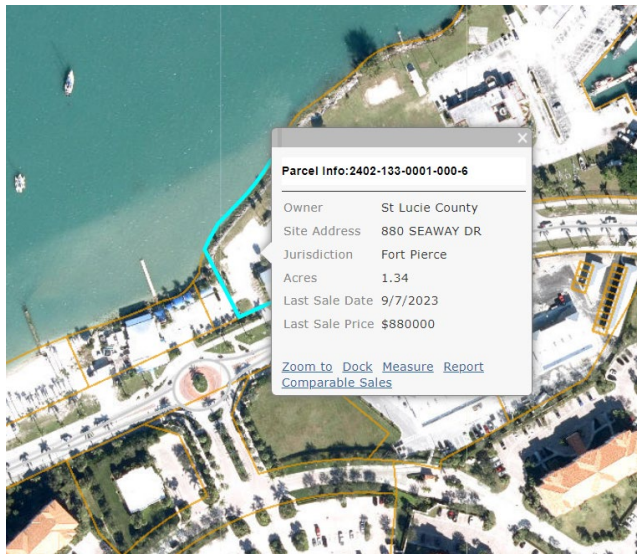 Parcel Info:2402-133-0001-000-6
Owner St Lucie County
Site Address 880 SEAWAY DR
Jurisdiction Fort Pierce
Acres 1.34
Last Sale Date 9/7/2023
Last Sale Price $880000
Zoom to Dock Measure Report
Comparable Sales